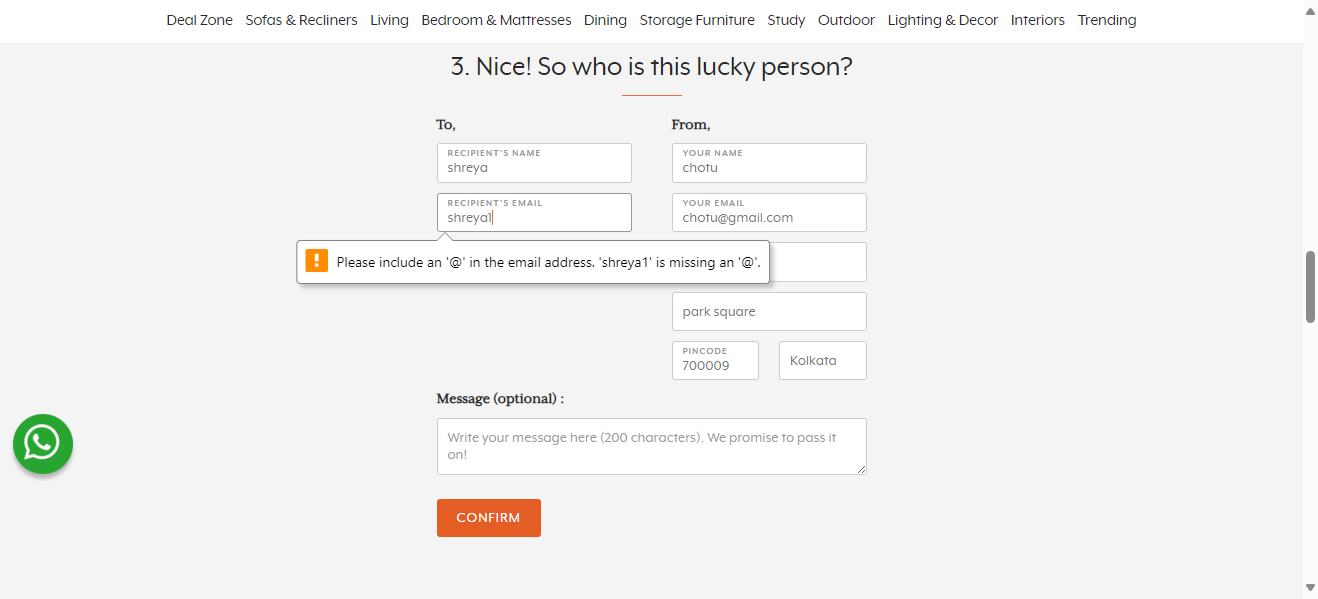 Deal Zone Sofas & Recliners Living Bedroom & Mattresses Dining Storage Furniture Study Outdoor Lighting & Decor Interiors Trending
3. Nice! So who is this lucky person?
To,
RECIPIENT'S NAME
shreya
RECIPIENT'S EMAIL
shreya1
Please include an '@' in the email address. 'shreya1' is missing an '@'.
From,
YOUR NAME
chotu
YOUR EMAIL
chotu@gmail.com
park square
PINCODE
700009
Kolkata
Message (optional) :
Write your message here (200 characters). We promise to pass it
on!
CONFIRM